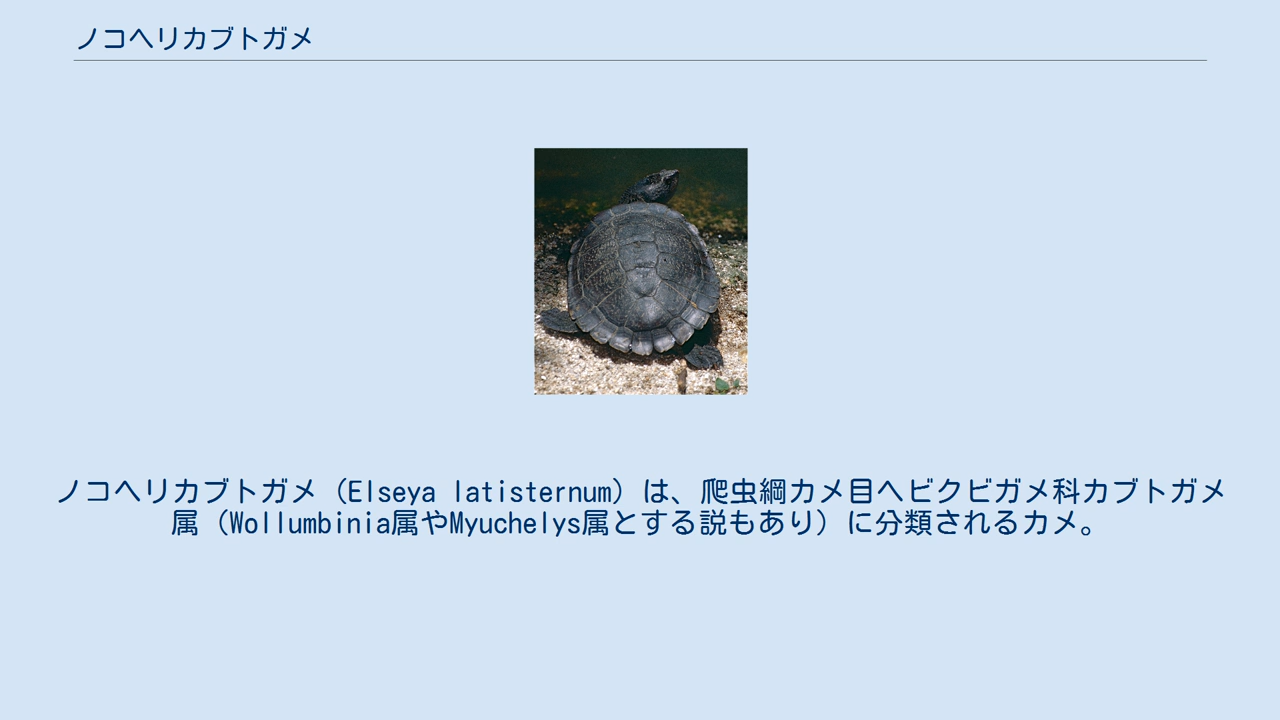 ノコヘリカブトガメ
ノコヘリカブトガメ（Elseya latisternum）は、爬虫綱カメ目ヘビクビガメ科カブトガメ
属（Wollumbinia属やMyuchelys属とする説もあり）に分類されるカメ。